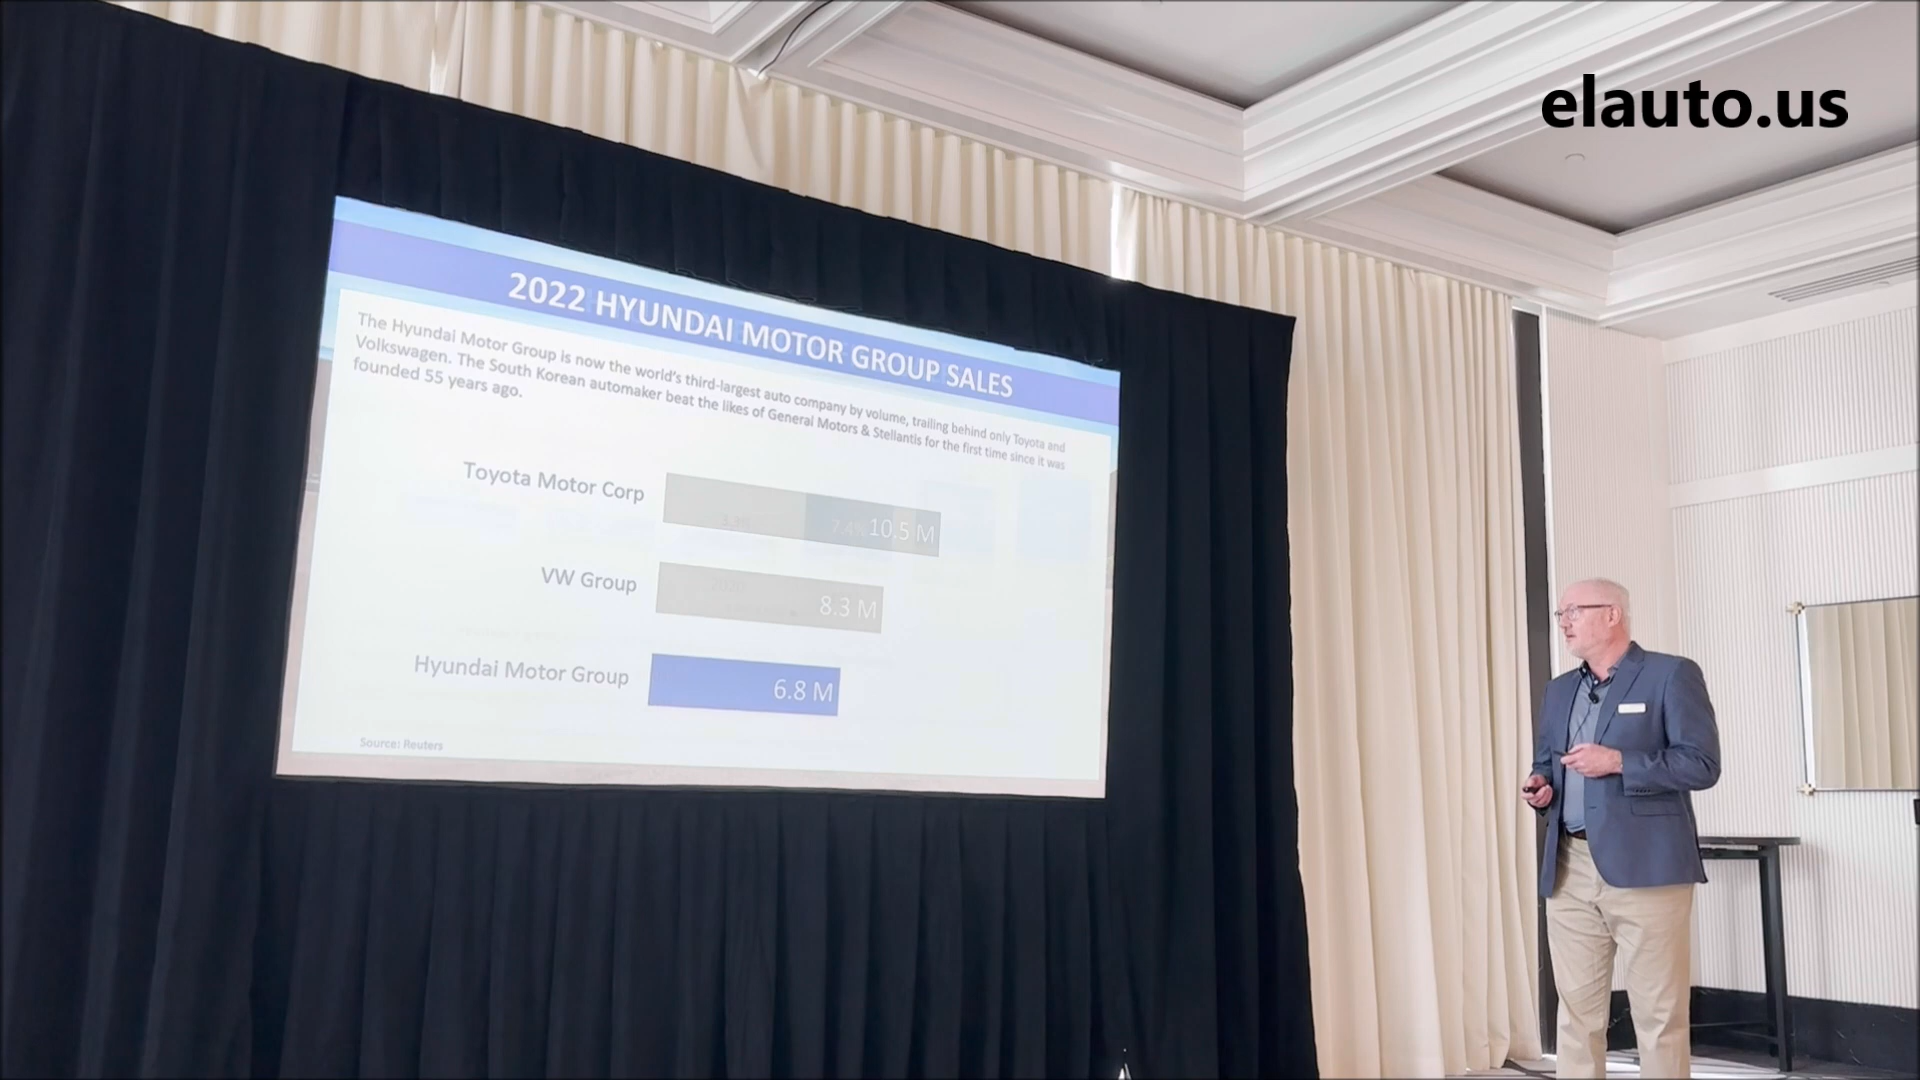 elauto.us
2022 HYUNDAI MOTOR GROUP SALES
The Hyundai Motor Group is now the world's third-largest auto company by volume, trailing behind only Toyota and
Volkswagen. The South Korean automaker beat the likes of General Motors & Stellantis for the first time since it was
founded 55 years ago.
Toyota Motor Corp
10.5 M
VW Group
8.3 M
Hyundai Motor Group
6.8 M
Source: Reuters